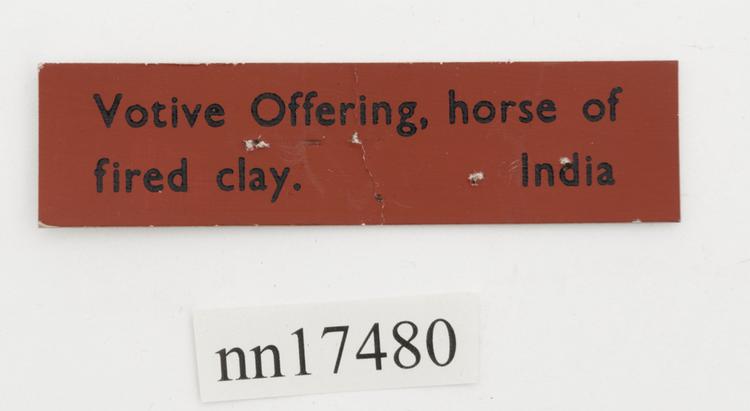 Votive Offering, horse of
fired clay. India
nn17480